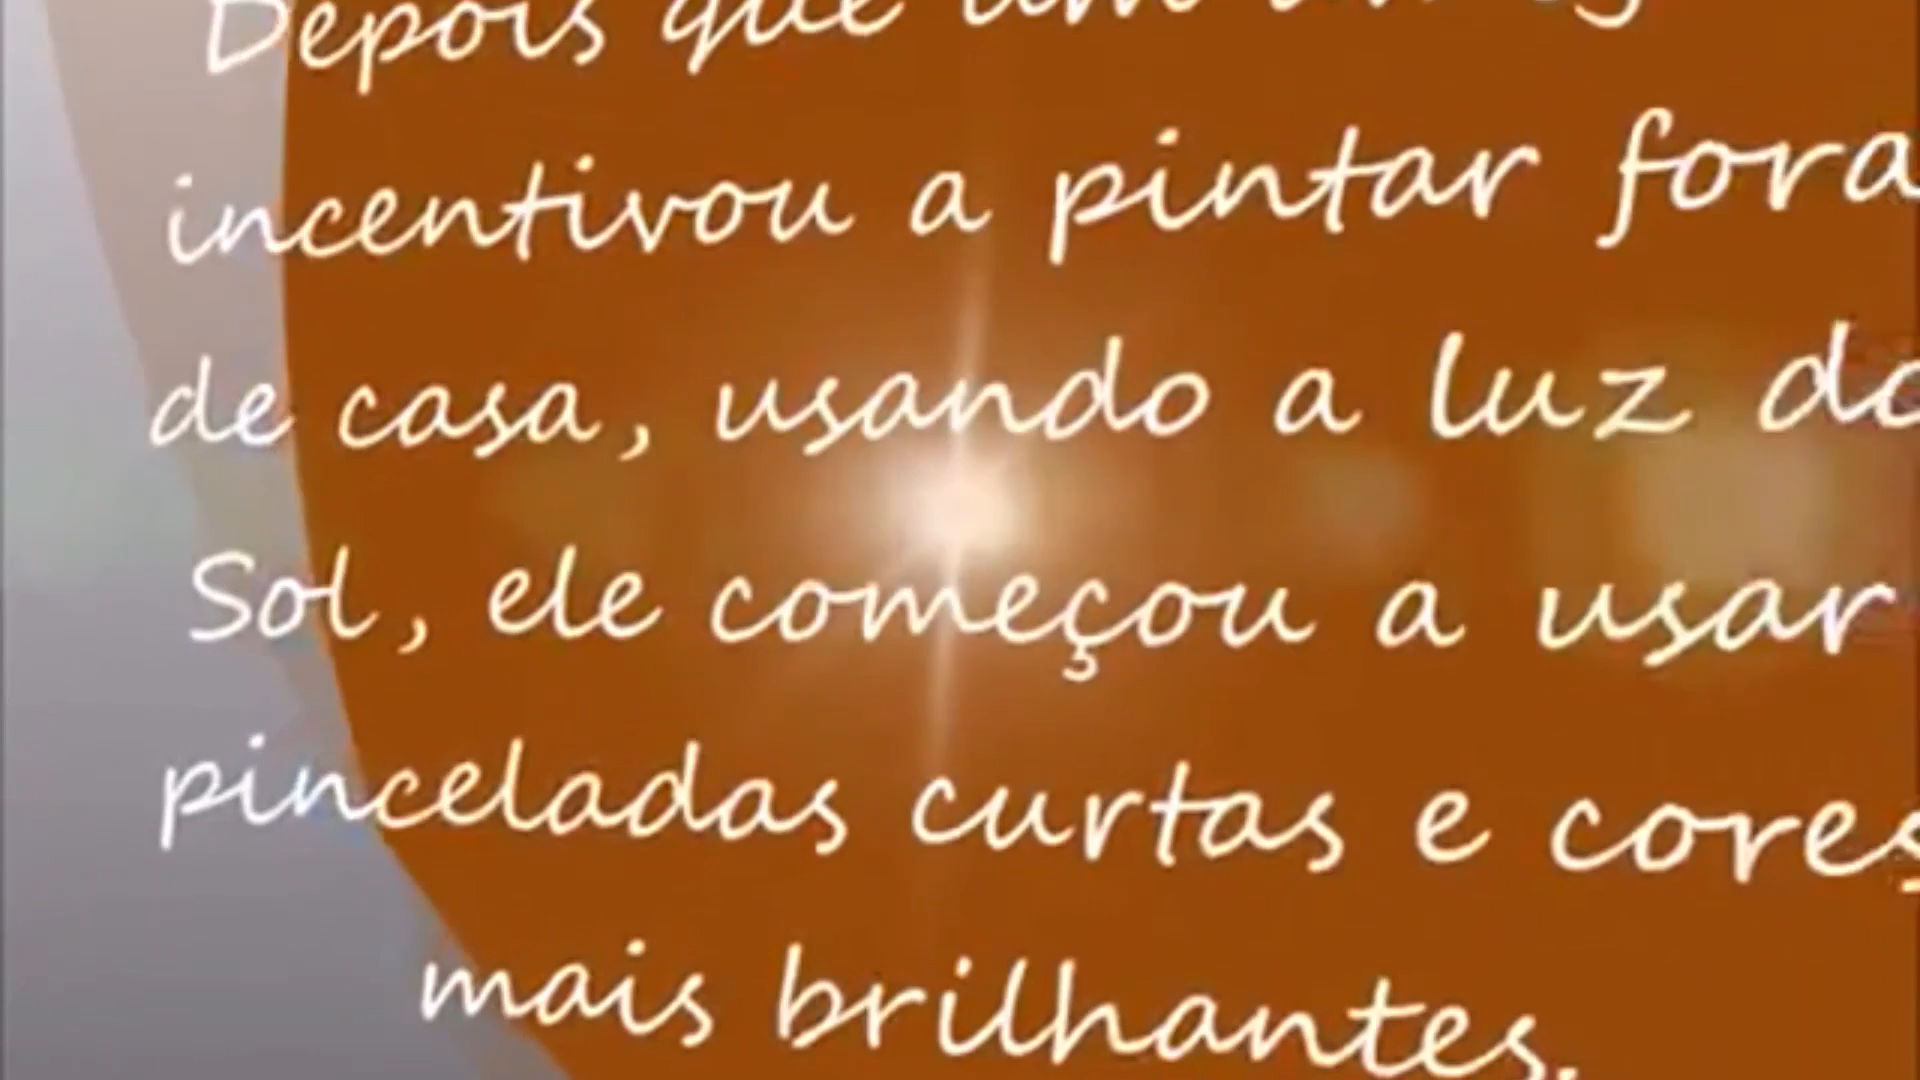 Depois que um
incentivou a pintar fora
de casa, usando a luz do
Sol, ele começou a usar
pinceladas curtas e cores
mais brilhantes.